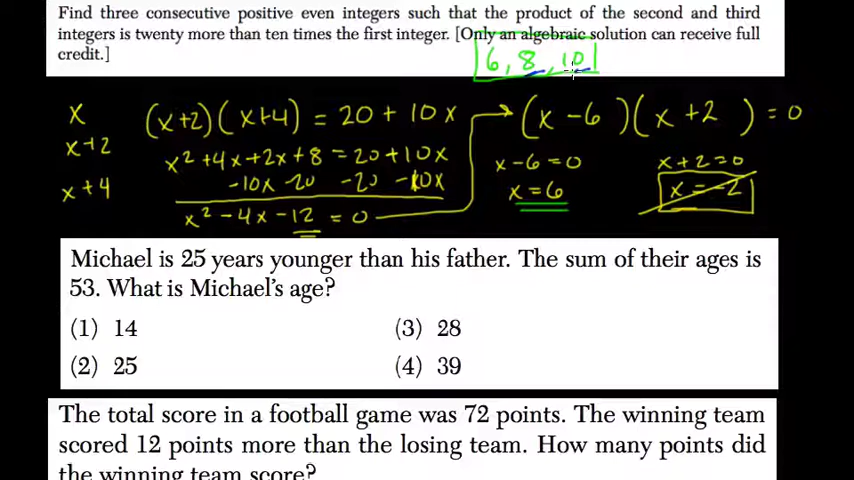 Find three consecutive positive even integers such that the product of the second and third
integers is twenty more than ten times the first integer. [Only an algebraic solution can receive full
credit.]
6, 8, 10
x
x+2
x+4
(x+2)(x+4) = 20 + 10x
x² +4x+2x+8 = 20+10x
-10x -20 -20 -10x
x² -4x -12 = 0
(x -6)(x +2) = 0
x -6 = 0
x = 6
x+2 = 0
x = -2
Michael is 25 years younger than his father. The sum of their ages is
53. What is Michael's age?
(1) 14 (3) 28
(2) 25 (4) 39
The total score in a football game was 72 points. The winning team
scored 12 points more than the losing team. How many points did
the winning team score?